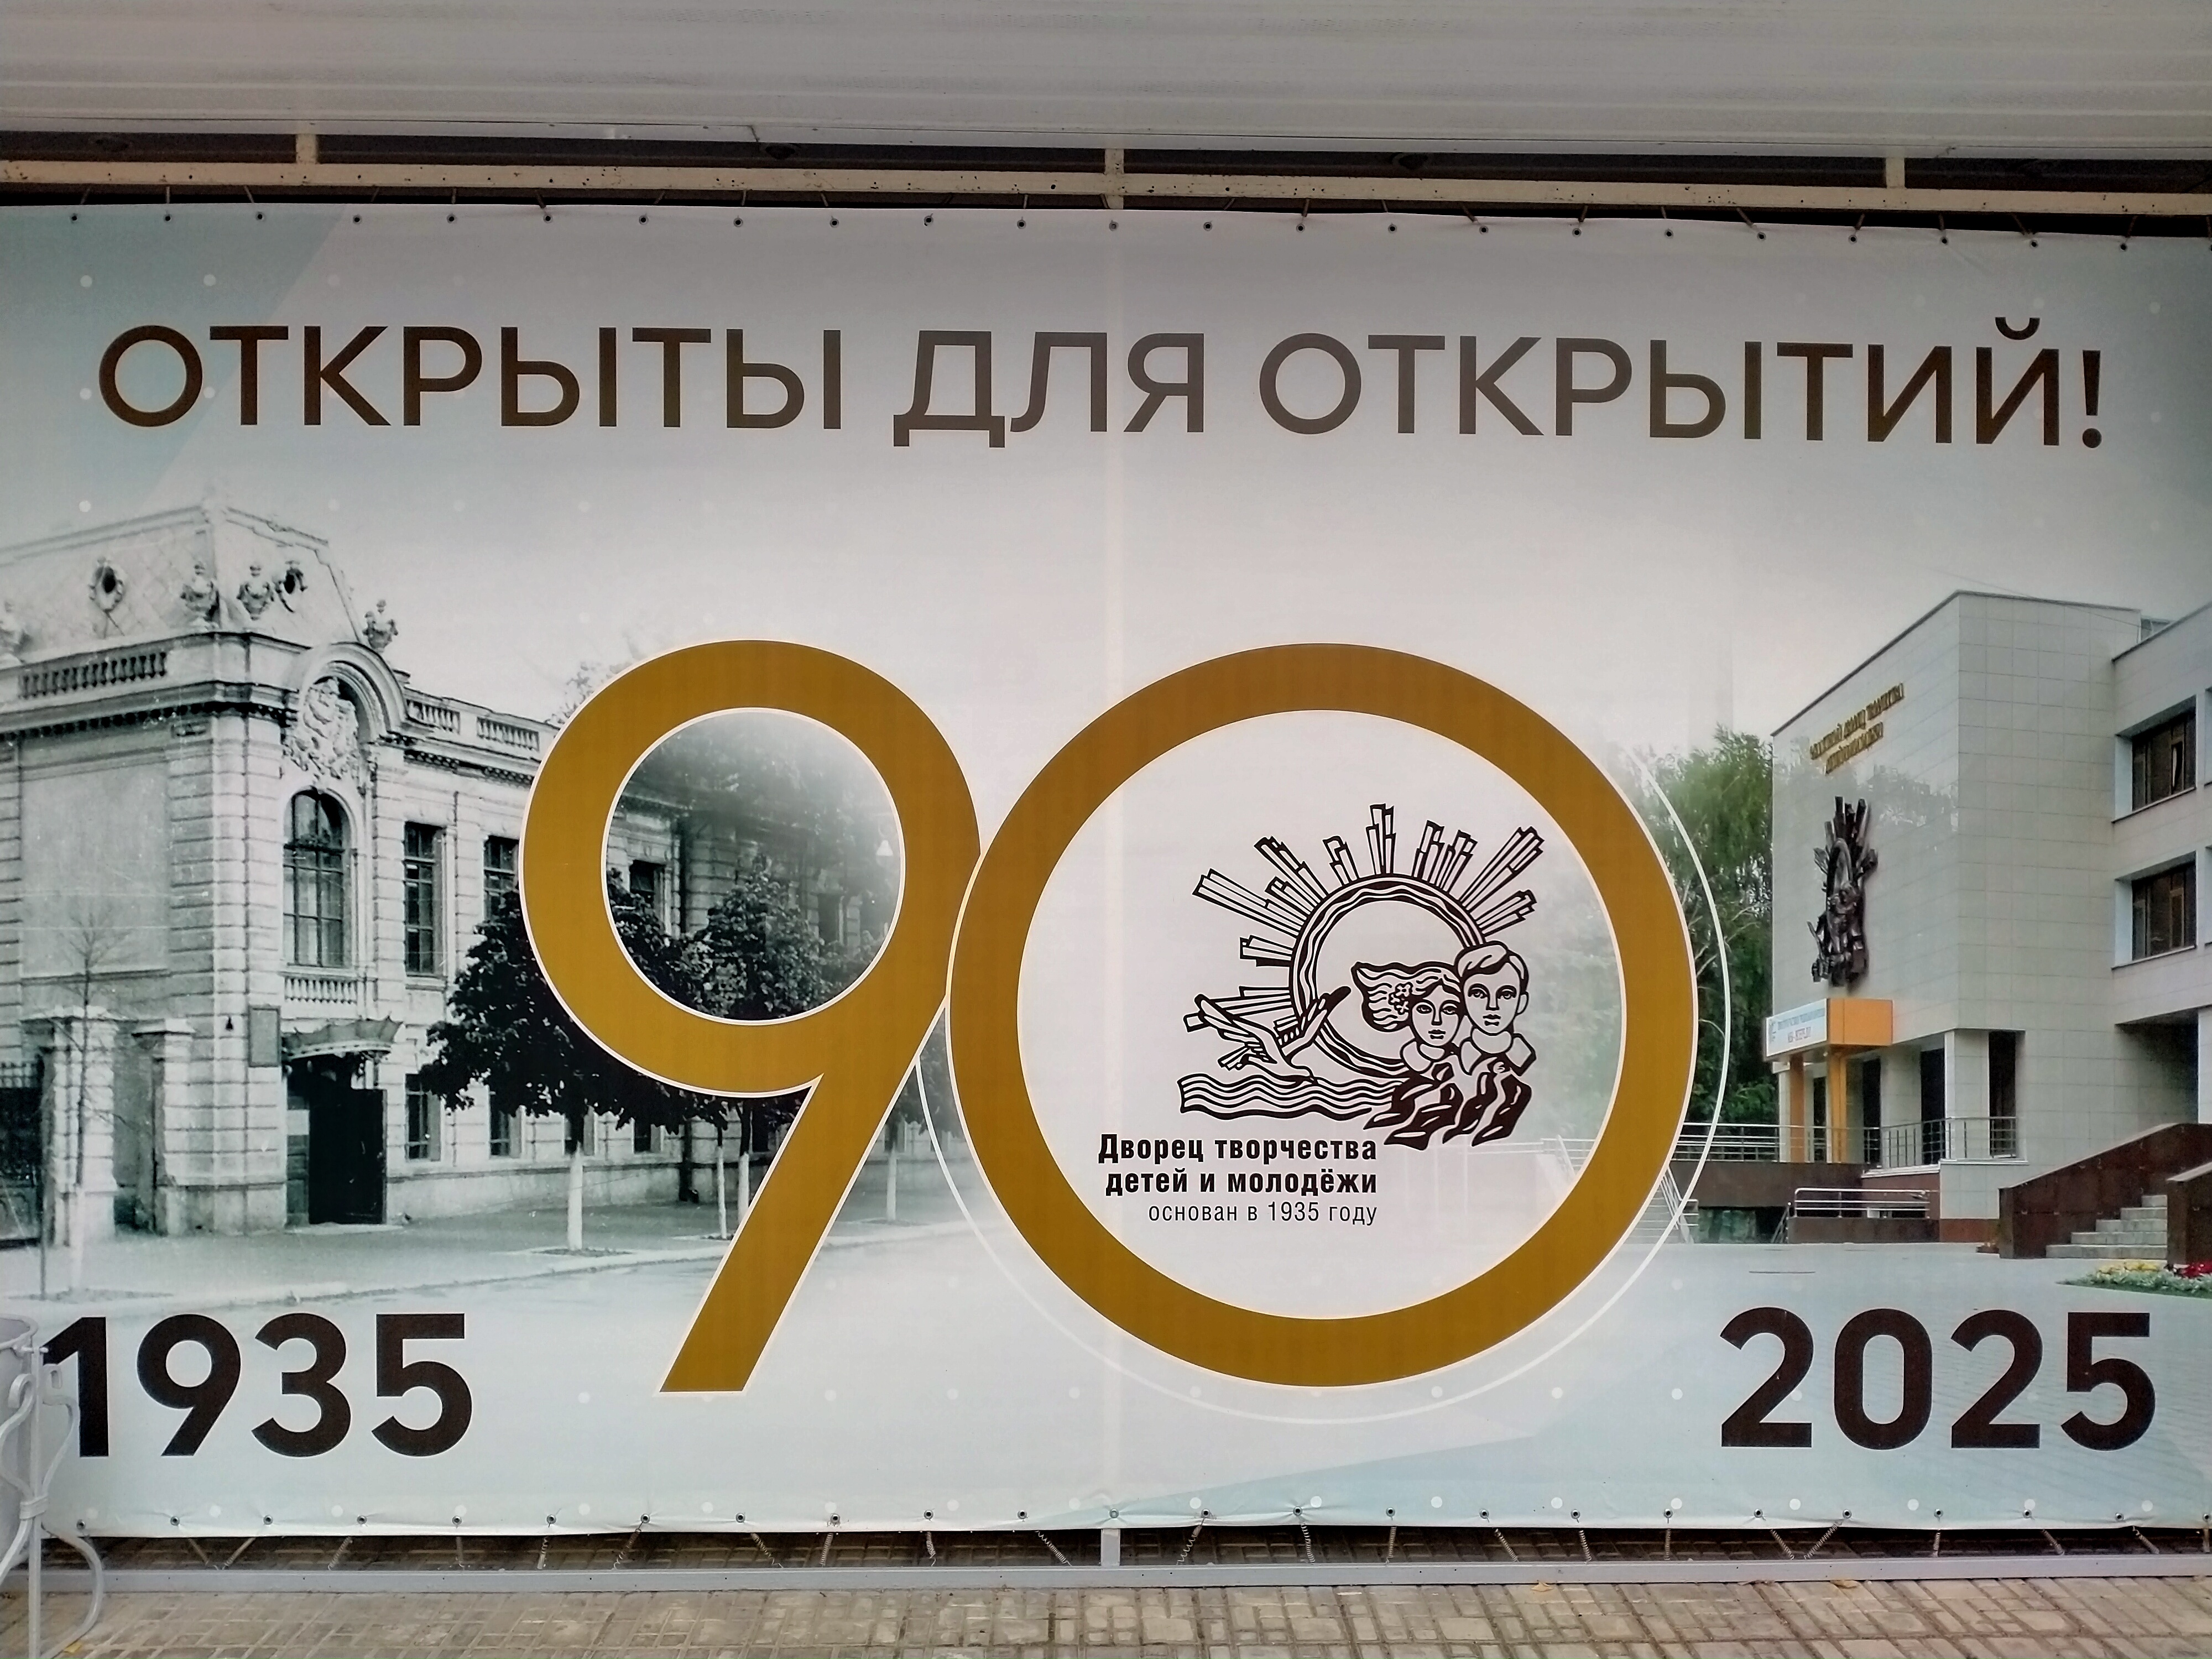 ОТКРЫТЫ ДЛЯ ОТКРЫТИЙ!
90
Дворец творчества
детей и молодёжи
основан в 1935 году
1935
2025